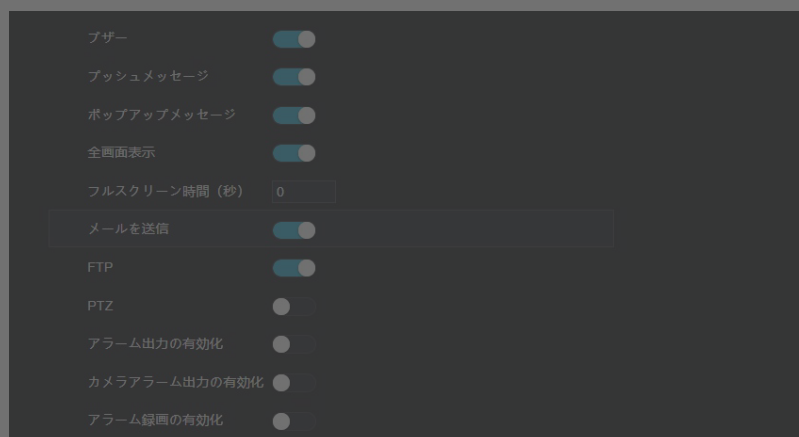 ブザー
プッシュメッセージ
ポップアップメッセージ
全画面表示
フルスクリーン時間（秒） 0
メールを送信
FTP
PTZ
アラーム出力の有効化
カメラアラーム出力の有効化
アラーム録画の有効化